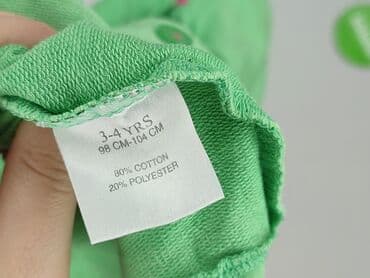 3-4 YRS
98 CM-104 CM
80% COTTON
20% POLYESTER